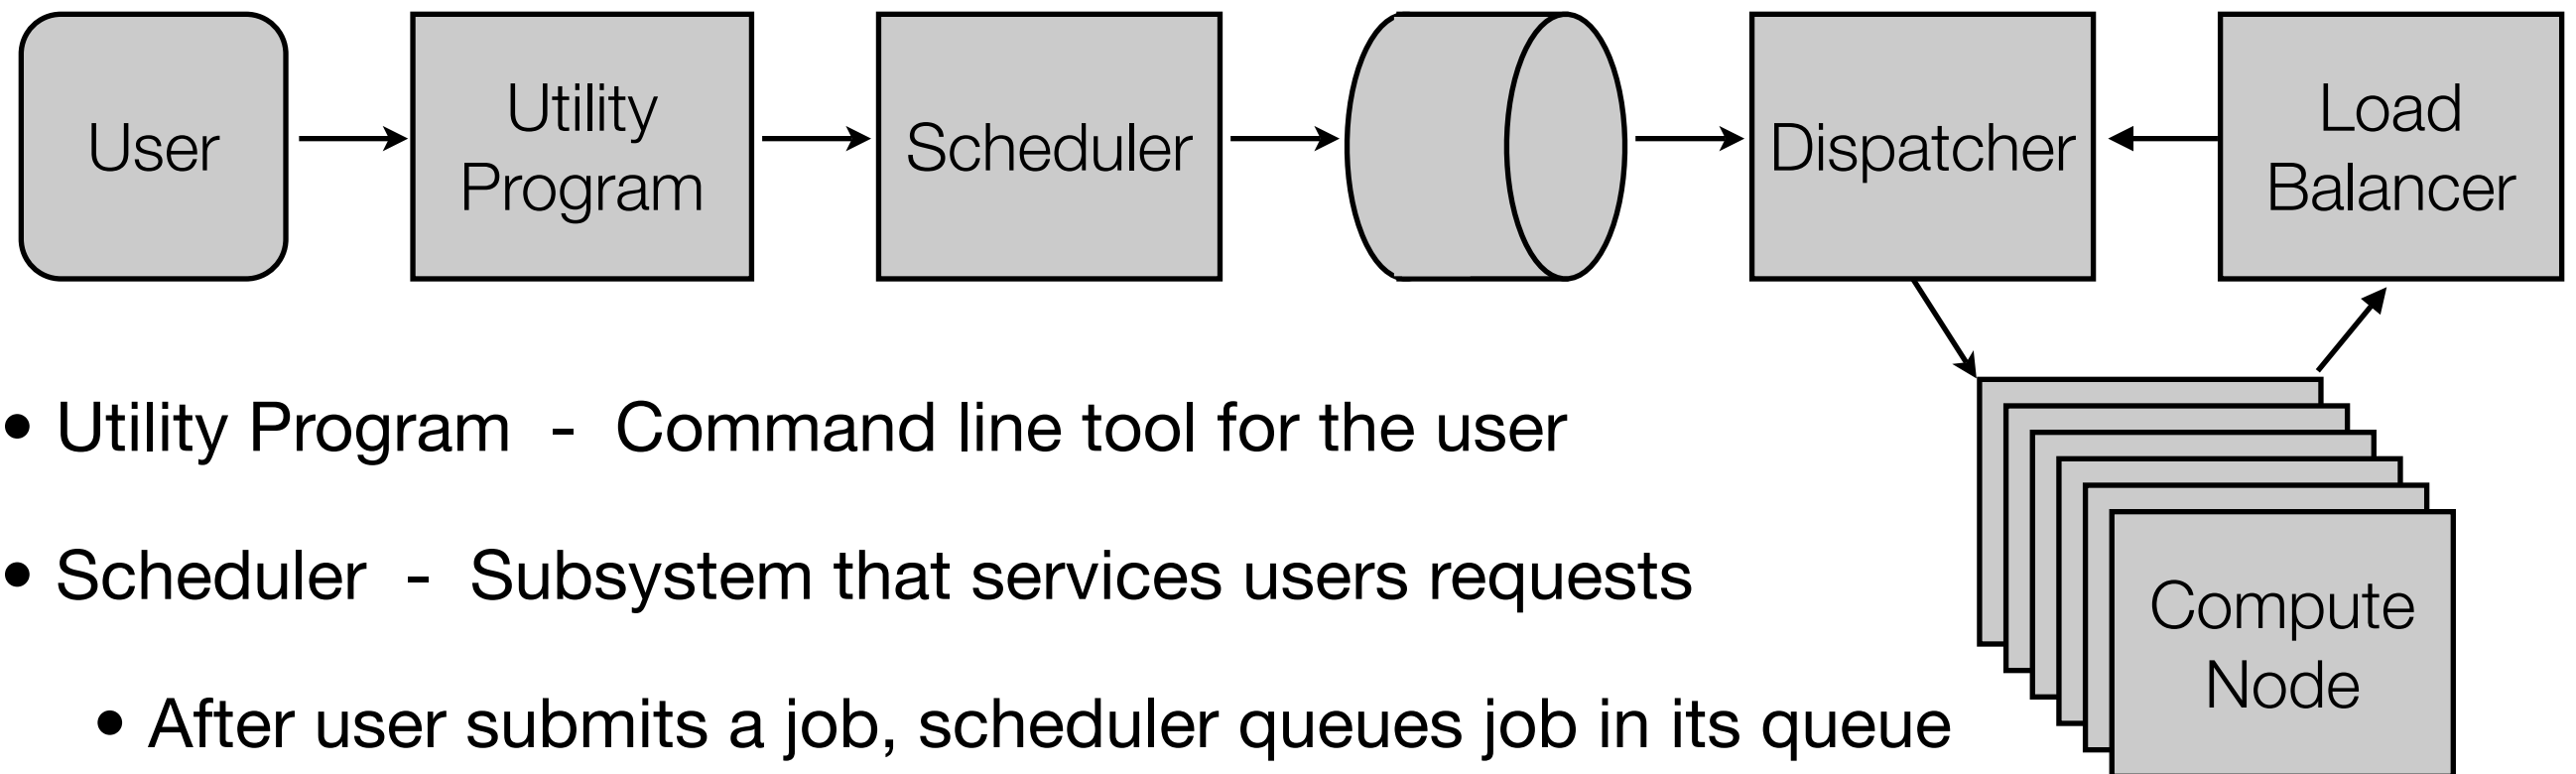 User
Utility
Program
Scheduler
Dispatcher
Load
Balancer
• Utility Program - Command line tool for the user
• Scheduler - Subsystem that services users requests
• After user submits a job, scheduler queues job in its queue
Compute
Node